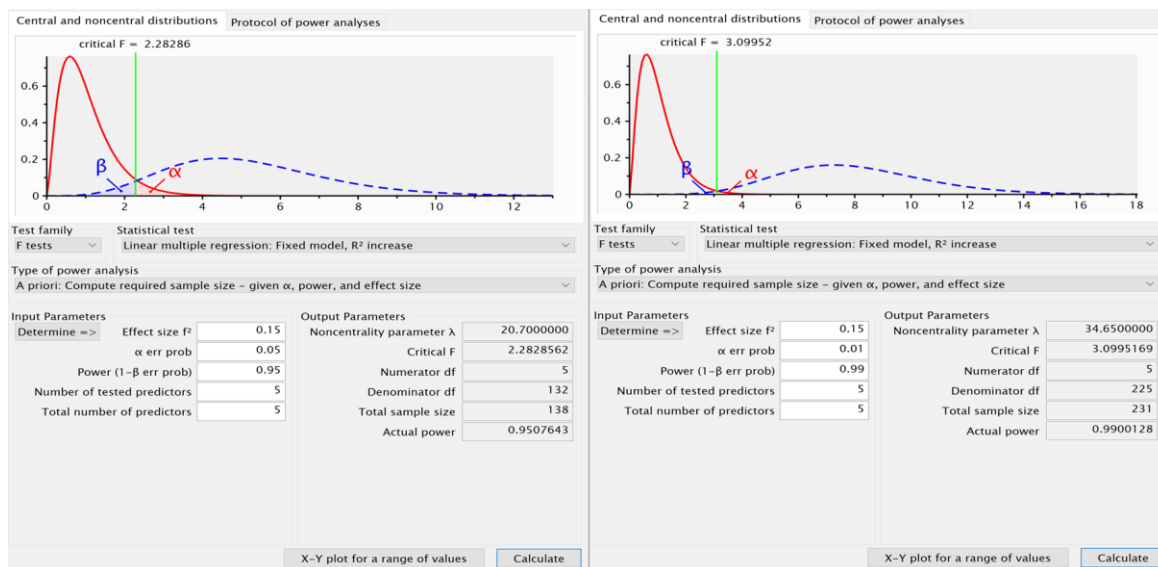 Central and noncentral distributions Protocol of power analyses
critical F = 2.28286
0.6
0.4
0.2
0
β
α
0 2 4 6 8 10 12
Test family Statistical test
F tests Linear multiple regression: Fixed model, R² increase
Type of power analysis
A priori: Compute required sample size – given α, power, and effect size
Input Parameters Output Parameters
Determine => Effect size f² 0.15 Noncentrality parameter λ 20.7000000
α err prob 0.05 Critical F 2.2828562
Power (1-β err prob) 0.95 Numerator df 5
Number of tested predictors 5 Denominator df 132
Total number of predictors 5 Total sample size 138
Actual power 0.9507643
X-Y plot for a range of values Calculate
Central and noncentral distributions Protocol of power analyses
critical F = 3.09952
0.6
0.4
0.2
0
β
α
0 2 4 6 8 10 12 14 16 18
Test family Statistical test
F tests Linear multiple regression: Fixed model, R² increase
Type of power analysis
A priori: Compute required sample size – given α, power, and effect size
Input Parameters Output Parameters
Determine => Effect size f² 0.15 Noncentrality parameter λ 34.6500000
α err prob 0.01 Critical F 3.0995169
Power (1-β err prob) 0.99 Numerator df 5
Number of tested predictors 5 Denominator df 225
Total number of predictors 5 Total sample size 231
Actual power 0.9900128
X-Y plot for a range of values Calculate